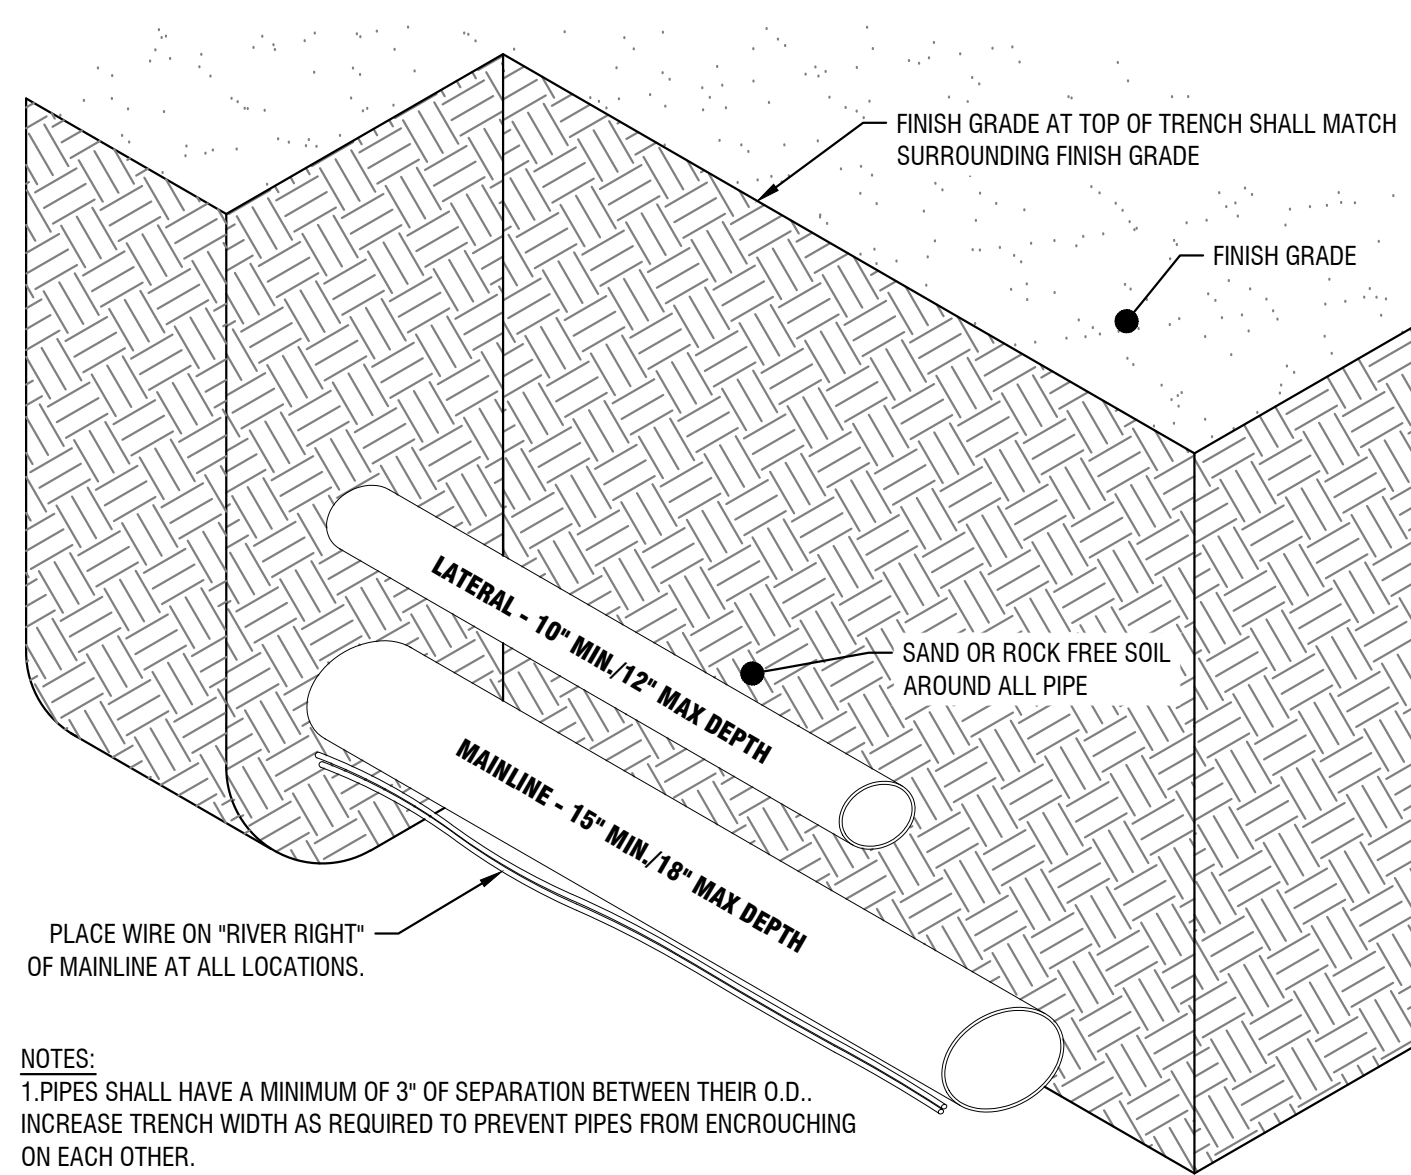 FINISH GRADE AT TOP OF TRENCH SHALL MATCH
SURROUNDING FINISH GRADE
FINISH GRADE
LATERAL - 10" MIN./12" MAX DEPTH
SAND OR ROCK FREE SOIL
AROUND ALL PIPE
MAINLINE - 15" MIN./18" MAX DEPTH
PLACE WIRE ON "RIVER RIGHT"
OF MAINLINE AT ALL LOCATIONS.
NOTES:
1.PIPES SHALL HAVE A MINIMUM OF 3" OF SEPARATION BETWEEN THEIR O.D..
INCREASE TRENCH WIDTH AS REQUIRED TO PREVENT PIPES FROM ENCROUCHING
ON EACH OTHER.